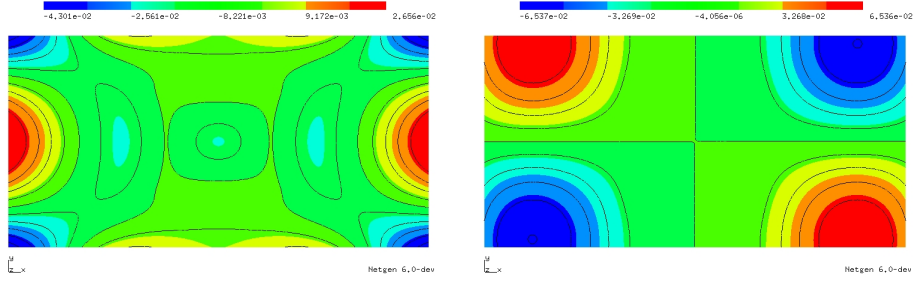 -4,301e-02 -2,561e-02 -8,221e-03 9,172e-03 2,656e-02
-6,537e-02 -3,269e-02 -4,056e-06 3,268e-02 6,536e-02
y
z x
Netgen 6,0-dev
y
z x
Netgen 6,0-dev